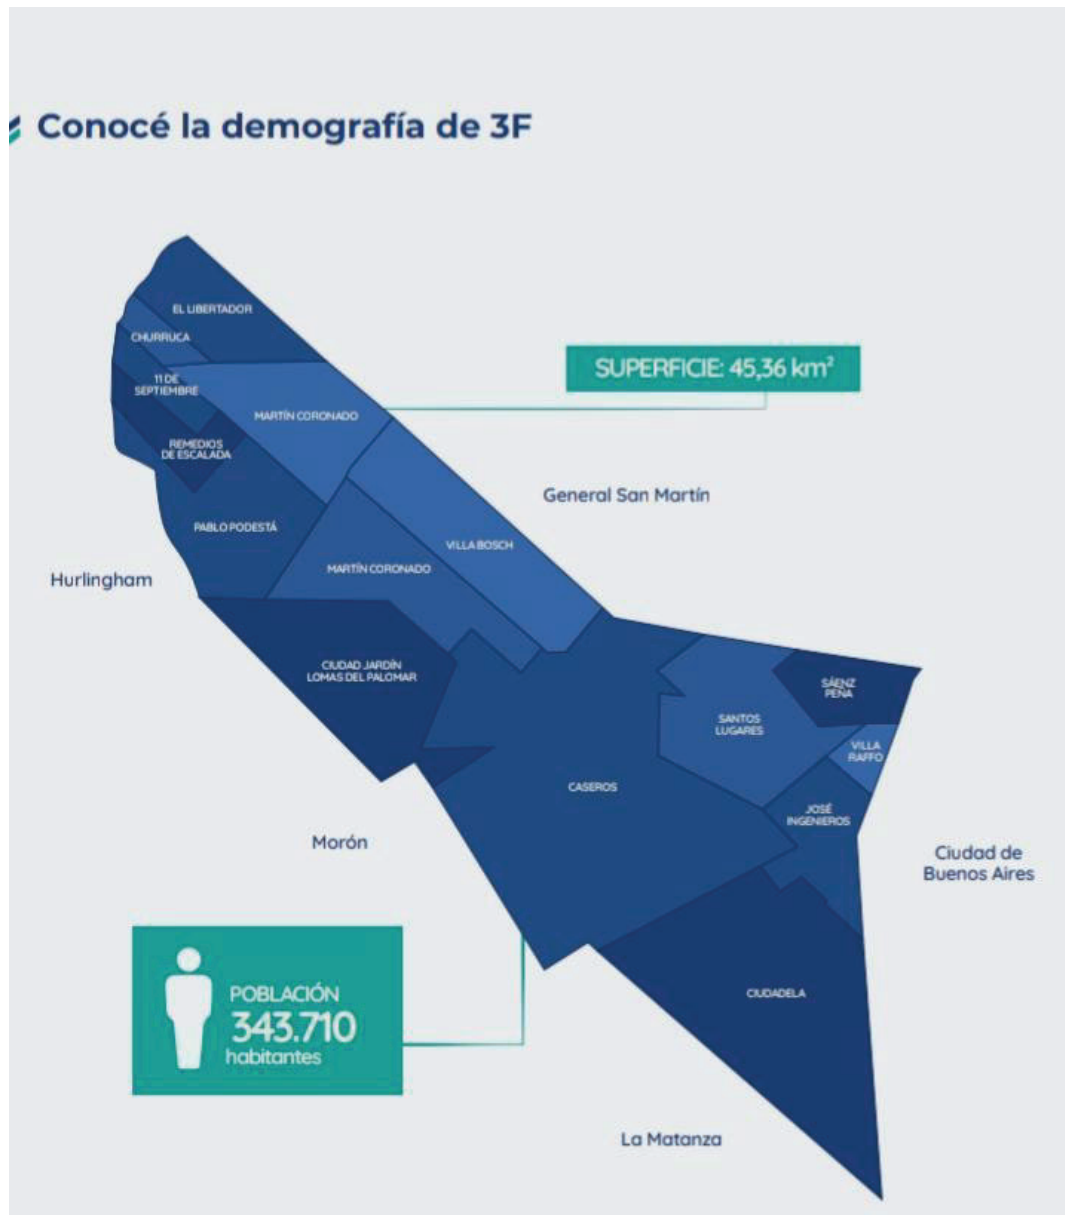 Conocé la demografía de 3F
EL LIBERTADOR
CHURRUCA
SUPERFICIE: 45,36 km²
11 DE
SEPTIEMBRE
MARTÍN CORONADO
REMEDIOS
DE ESCALADA
General San Martín
PABLO PODESTÁ
VILLA BOSCH
MARTÍN CORONADO
Hurlingham
CIUDAD JARDÍN
LOMAS DEL PALOMAR
SÁENZ
PEÑA
SANTOS
LUGARES
VILLA
RAFFO
CASEROS
JOSÉ
INGENIEROS
Morón
Ciudad de
Buenos Aires
POBLACIÓN
343.710
habitantes
CIUDADELA
La Matanza